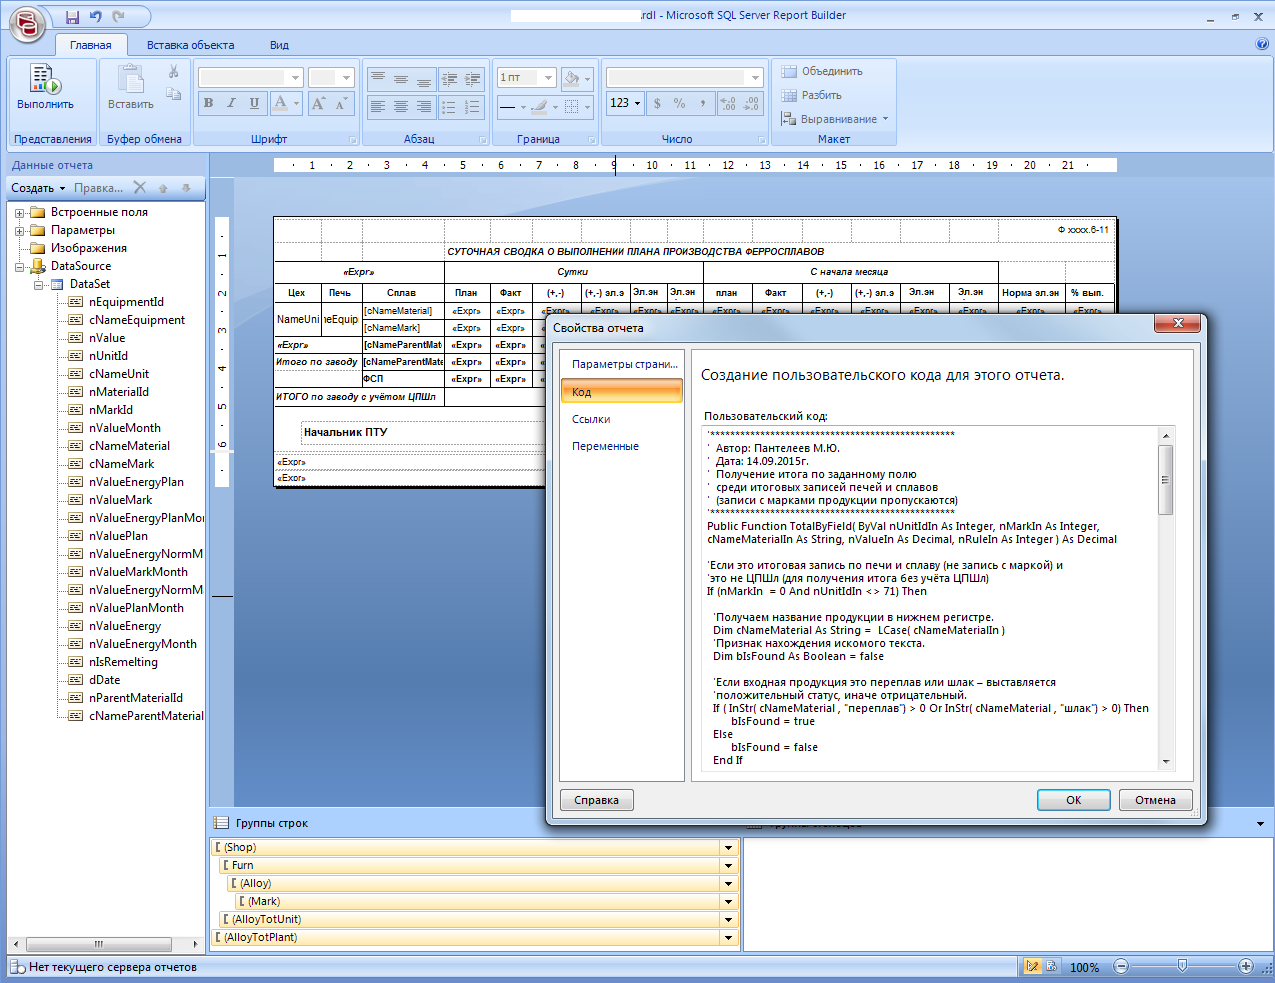 .rdl - Microsoft SQL Server Report Builder
Главная Вставка объекта Вид
Выполнить
Вставить
1 пт
123
Объединить
Разбить
Выравнивание
Представления Буфер обмена Шрифт Абзац Граница Число Макет
Данные отчета
Создать Правка...
Встроенные поля
Параметры
Изображения
DataSource
DataSet
nEquipmentId
cNameEquipment
nValue
nUnitId
cNameUnit
nMaterialId
nMarkId
nValueMonth
cNameMaterial
cNameMark
nValueEnergyPlan
nValueMark
nValueEnergyPlanMo
nValuePlan
nValueEnergyNormM
nValueMarkMonth
nValueEnergyNormM
nValuePlanMonth
nValueEnergy
nValueEnergyMonth
nIsRemelting
dDate
nParentMaterialId
cNameParentMaterial
1 2 3 4 5 6 7 8 9 10 11 12 13 14 15 16 17 18 19 20 21
1
2
3
4
5
6
Ф xxxx.6-11
СУТОЧНАЯ СВОДКА О ВЫПОЛНЕНИИ ПЛАНА ПРОИЗВОДСТВА ФЕРРОСПЛАВОВ
«Expr» Сутки С начала месяца
Цех Печь Сплав План Факт (+,-) (+,-) эл.э Эл.эн Эл.эн план Факт (+,-) (+,-) эл.э Эл.эн Эл.эн Норма эл.эн % вып.
NameUni eEquip [cNameMaterial] «Expr» «Expr» «Expr» «Expr» «Expr» «Expr» «Expr» «Expr» «Expr» «Expr» «Expr» «Expr» «Expr» «Expr»
[cNameMark] «Expr» «Expr»
«Expr» [cNameParentMate «Expr» «Expr»
Итого по заводу [cNameParentMate «Expr» «Expr»
ФСП «Expr» «Expr»
ИТОГО по заводу с учётом ЦПШл
Начальник ПТУ
«Expr»
«Expr»
Свойства отчета
Параметры страни...
Код
Ссылки
Переменные
Создание пользовательского кода для этого отчета.
Пользовательский код:
'*************************************************
' Автор: Пантелеев М.Ю.
' Дата: 14.09.2015г.
' Получение итога по заданному полю
' среди итоговых записей печей и сплавов
' (записи с марками продукции пропускаются)
'*************************************************
Public Function TotalByField( ByVal nUnitIdIn As Integer, nMarkIn As Integer,
cNameMaterialIn As String, nValueIn As Decimal, nRuleIn As Integer ) As Decimal
'Если это итоговая запись по печи и сплаву (не запись с маркой) и
'это не ЦПШл (для получения итога без учёта ЦПШл)
If (nMarkIn = 0 And nUnitIdIn <> 71) Then
'Получаем название продукции в нижнем регистре.
Dim cNameMaterial As String = LCase( cNameMaterialIn )
'Признак нахождения искомого текста.
Dim bIsFound As Boolean = false
'Если входная продукция это переплав или шлак – выставляется
'положительный статус, иначе отрицательный.
If ( InStr( cNameMaterial , "переплав") > 0 Or InStr( cNameMaterial , "шлак") > 0) Then
bIsFound = true
Else
bIsFound = false
End If
Справка OK Отмена
Группы строк
(Shop)
Furn
(Alloy)
(Mark)
(AlloyTotUnit)
(AlloyTotPlant)
Нет текущего сервера отчетов
100%